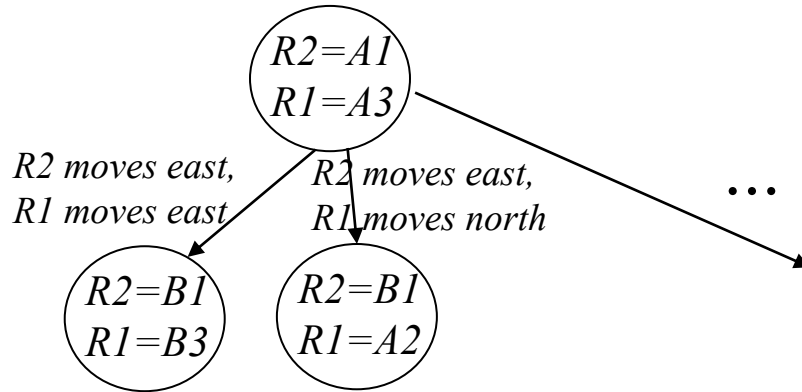 R2=A1
R1=A3
R2 moves east,
R1 moves east
R2 moves east,
R1 moves north
...
R2=B1
R1=B3
R2=B1
R1=A2